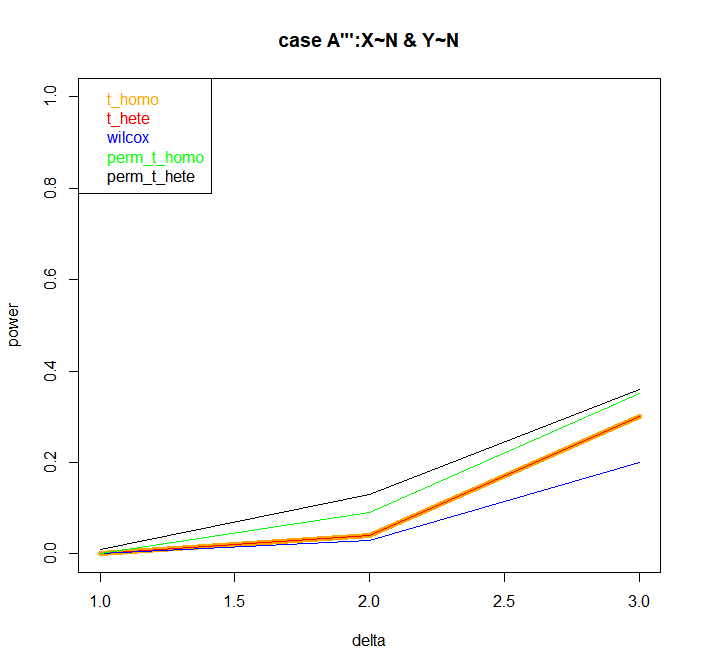 case A''':X~N & Y~N
t_homo
t_hete
wilcox
perm_t_homo
perm_t_hete
1.0
0.8
0.6
0.4
0.2
0.0
power
1.0 1.5 2.0 2.5 3.0
delta